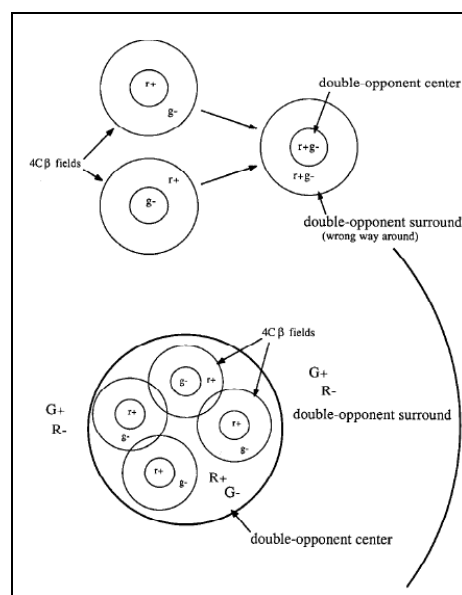 r+
g-
double-opponent center
4Cβ fields
r+g-
r+g-
r+
g-
double-opponent surround
(wrong way around)
4Cβ fields
g- r+
G+
R-
G+
R-
r+
g-
r+
g-
double-opponent surround
r+
g-
R+
G-
double-opponent center